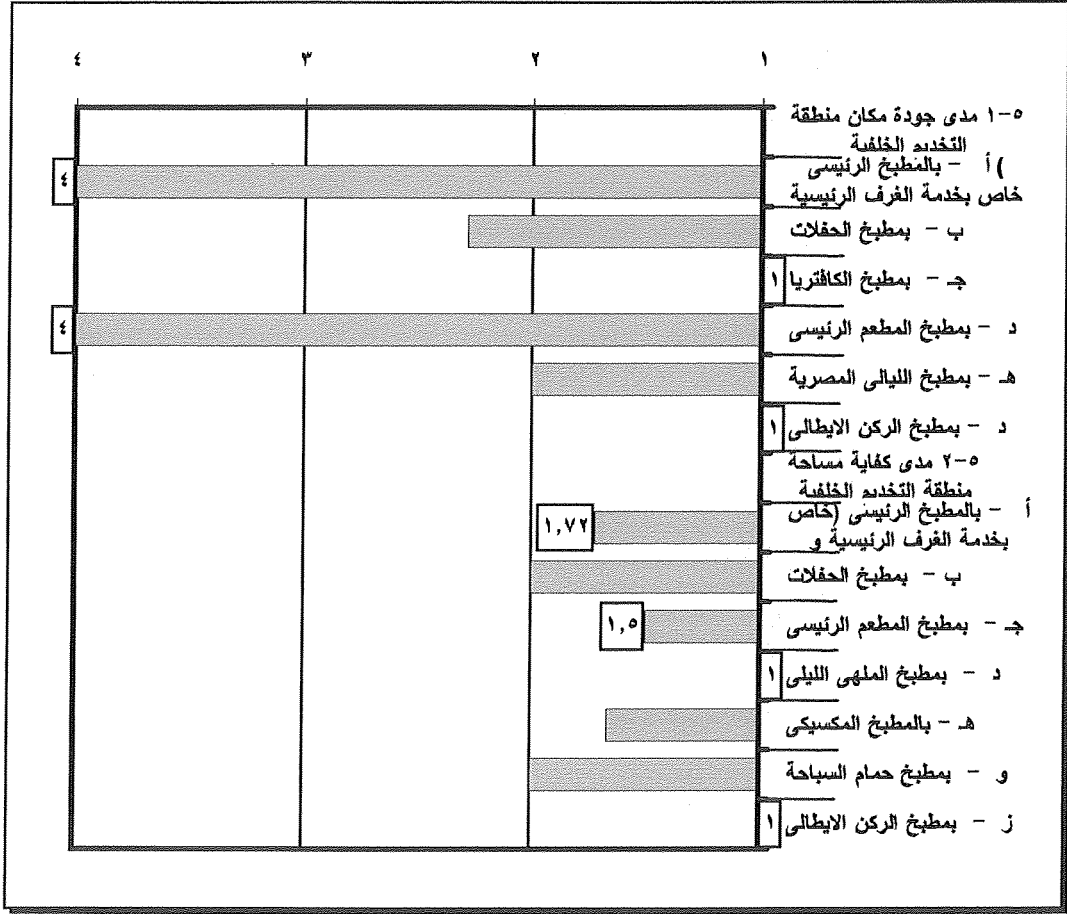 ١ ٢ ٣ ٤
٥-١ مدى جودة مكان منطقة
التخديم الخلفية
)أ - بالمطبخ الرئيسى
خاص بخدمة الغرف الرئيسية
٤
ب - بمطبخ الحفلات
جـ - بمطبخ الكافتريا
١
د - بمطبخ المطعم الرئيسى
٤
هـ - بمطبخ الليالى المصرية
د - بمطبخ الركن الايطالى
١
٥-٢ مدى كفاية مساحة
منطقة التخديم الخلفية
أ - بالمطبخ الرئيسى (خاص
بخدمة الغرف الرئيسية و
١,٧٢
ب - بمطبخ الحفلات
جـ - بمطبخ المطعم الرئيسى
١,٥
د - بمطبخ الملهى الليلى
١
هـ - بالمطبخ المكسيكى
و - بمطبخ حمام السباحة
ز - بمطبخ الركن الايطالى
١